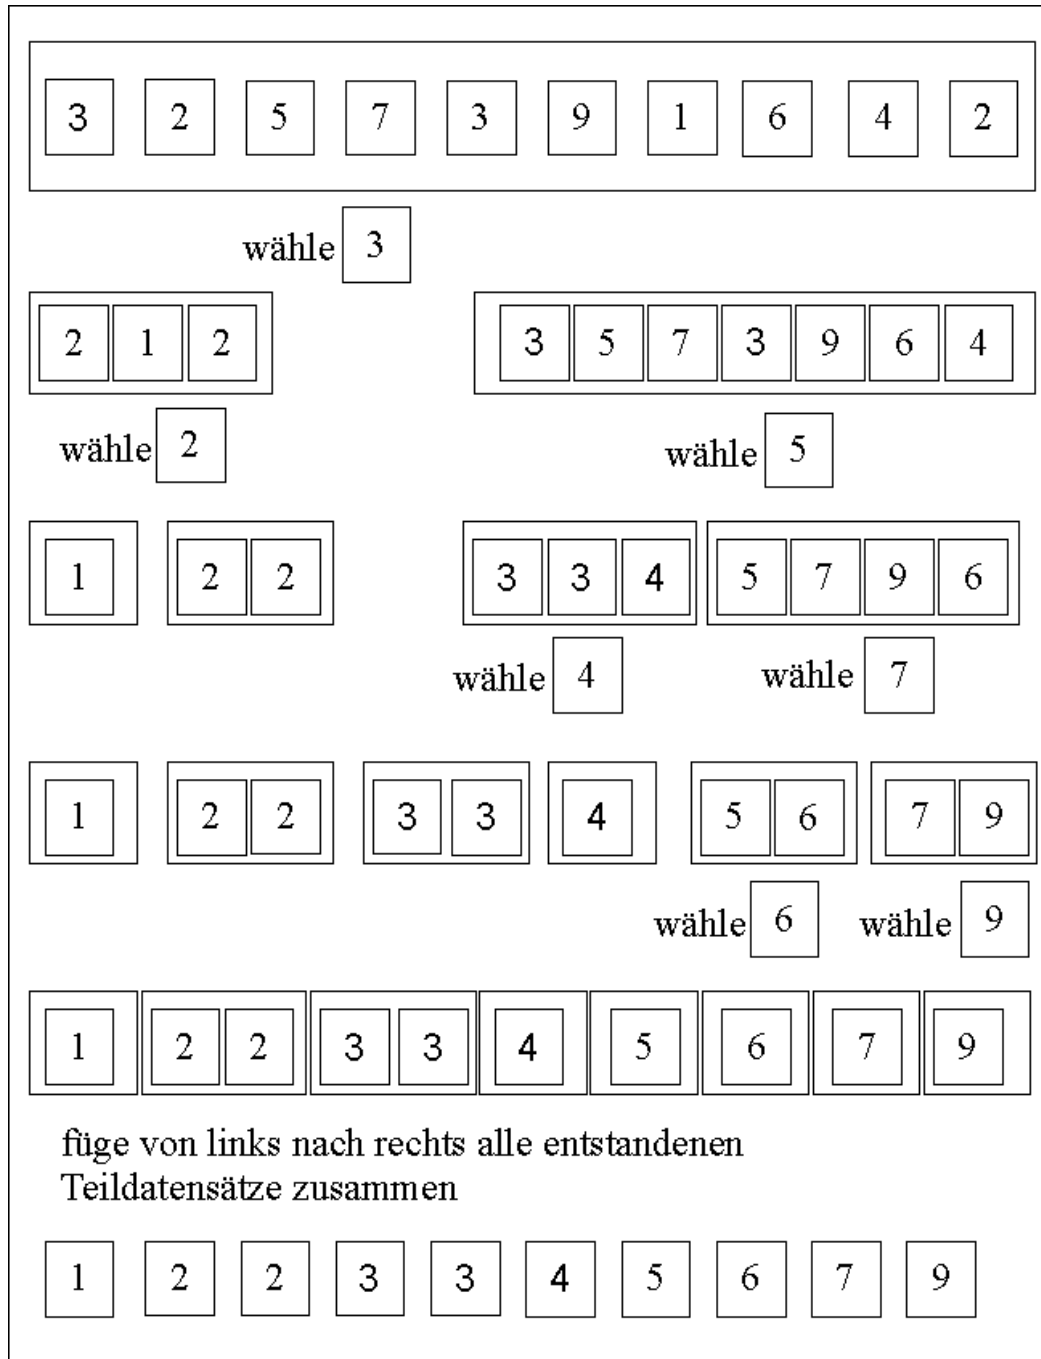 3 2 5 7 3 9 1 6 4 2
wähle 3
2 1 2 3 5 7 3 9 6 4
wähle 2 wähle 5
1 2 2 3 3 4 5 7 9 6
wähle 4 wähle 7
1 2 2 3 3 4 5 6 7 9
wähle 6 wähle 9
1 2 2 3 3 4 5 6 7 9
füge von links nach rechts alle entstandenen
Teildatensätze zusammen
1 2 2 3 3 4 5 6 7 9